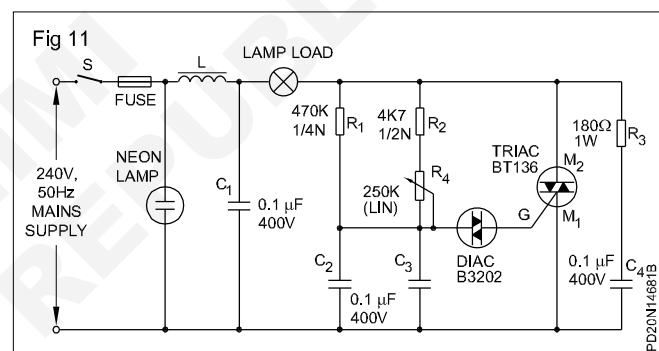 Fig 11
S
FUSE
L
LAMP LOAD
240V,
50Hz
MAINS
SUPPLY
NEON
LAMP
C1
0.1 µF
400V
470K
1/4N
R1
4K7
1/2N
R2
R4
250K
(LIN)
C2
0.1 µF
400V
C3
DIAC
B3202
G
TRIAC
BT136
M2
M1
180Ω
1W
R3
0.1 µF
400V
C4
PD20N14681B